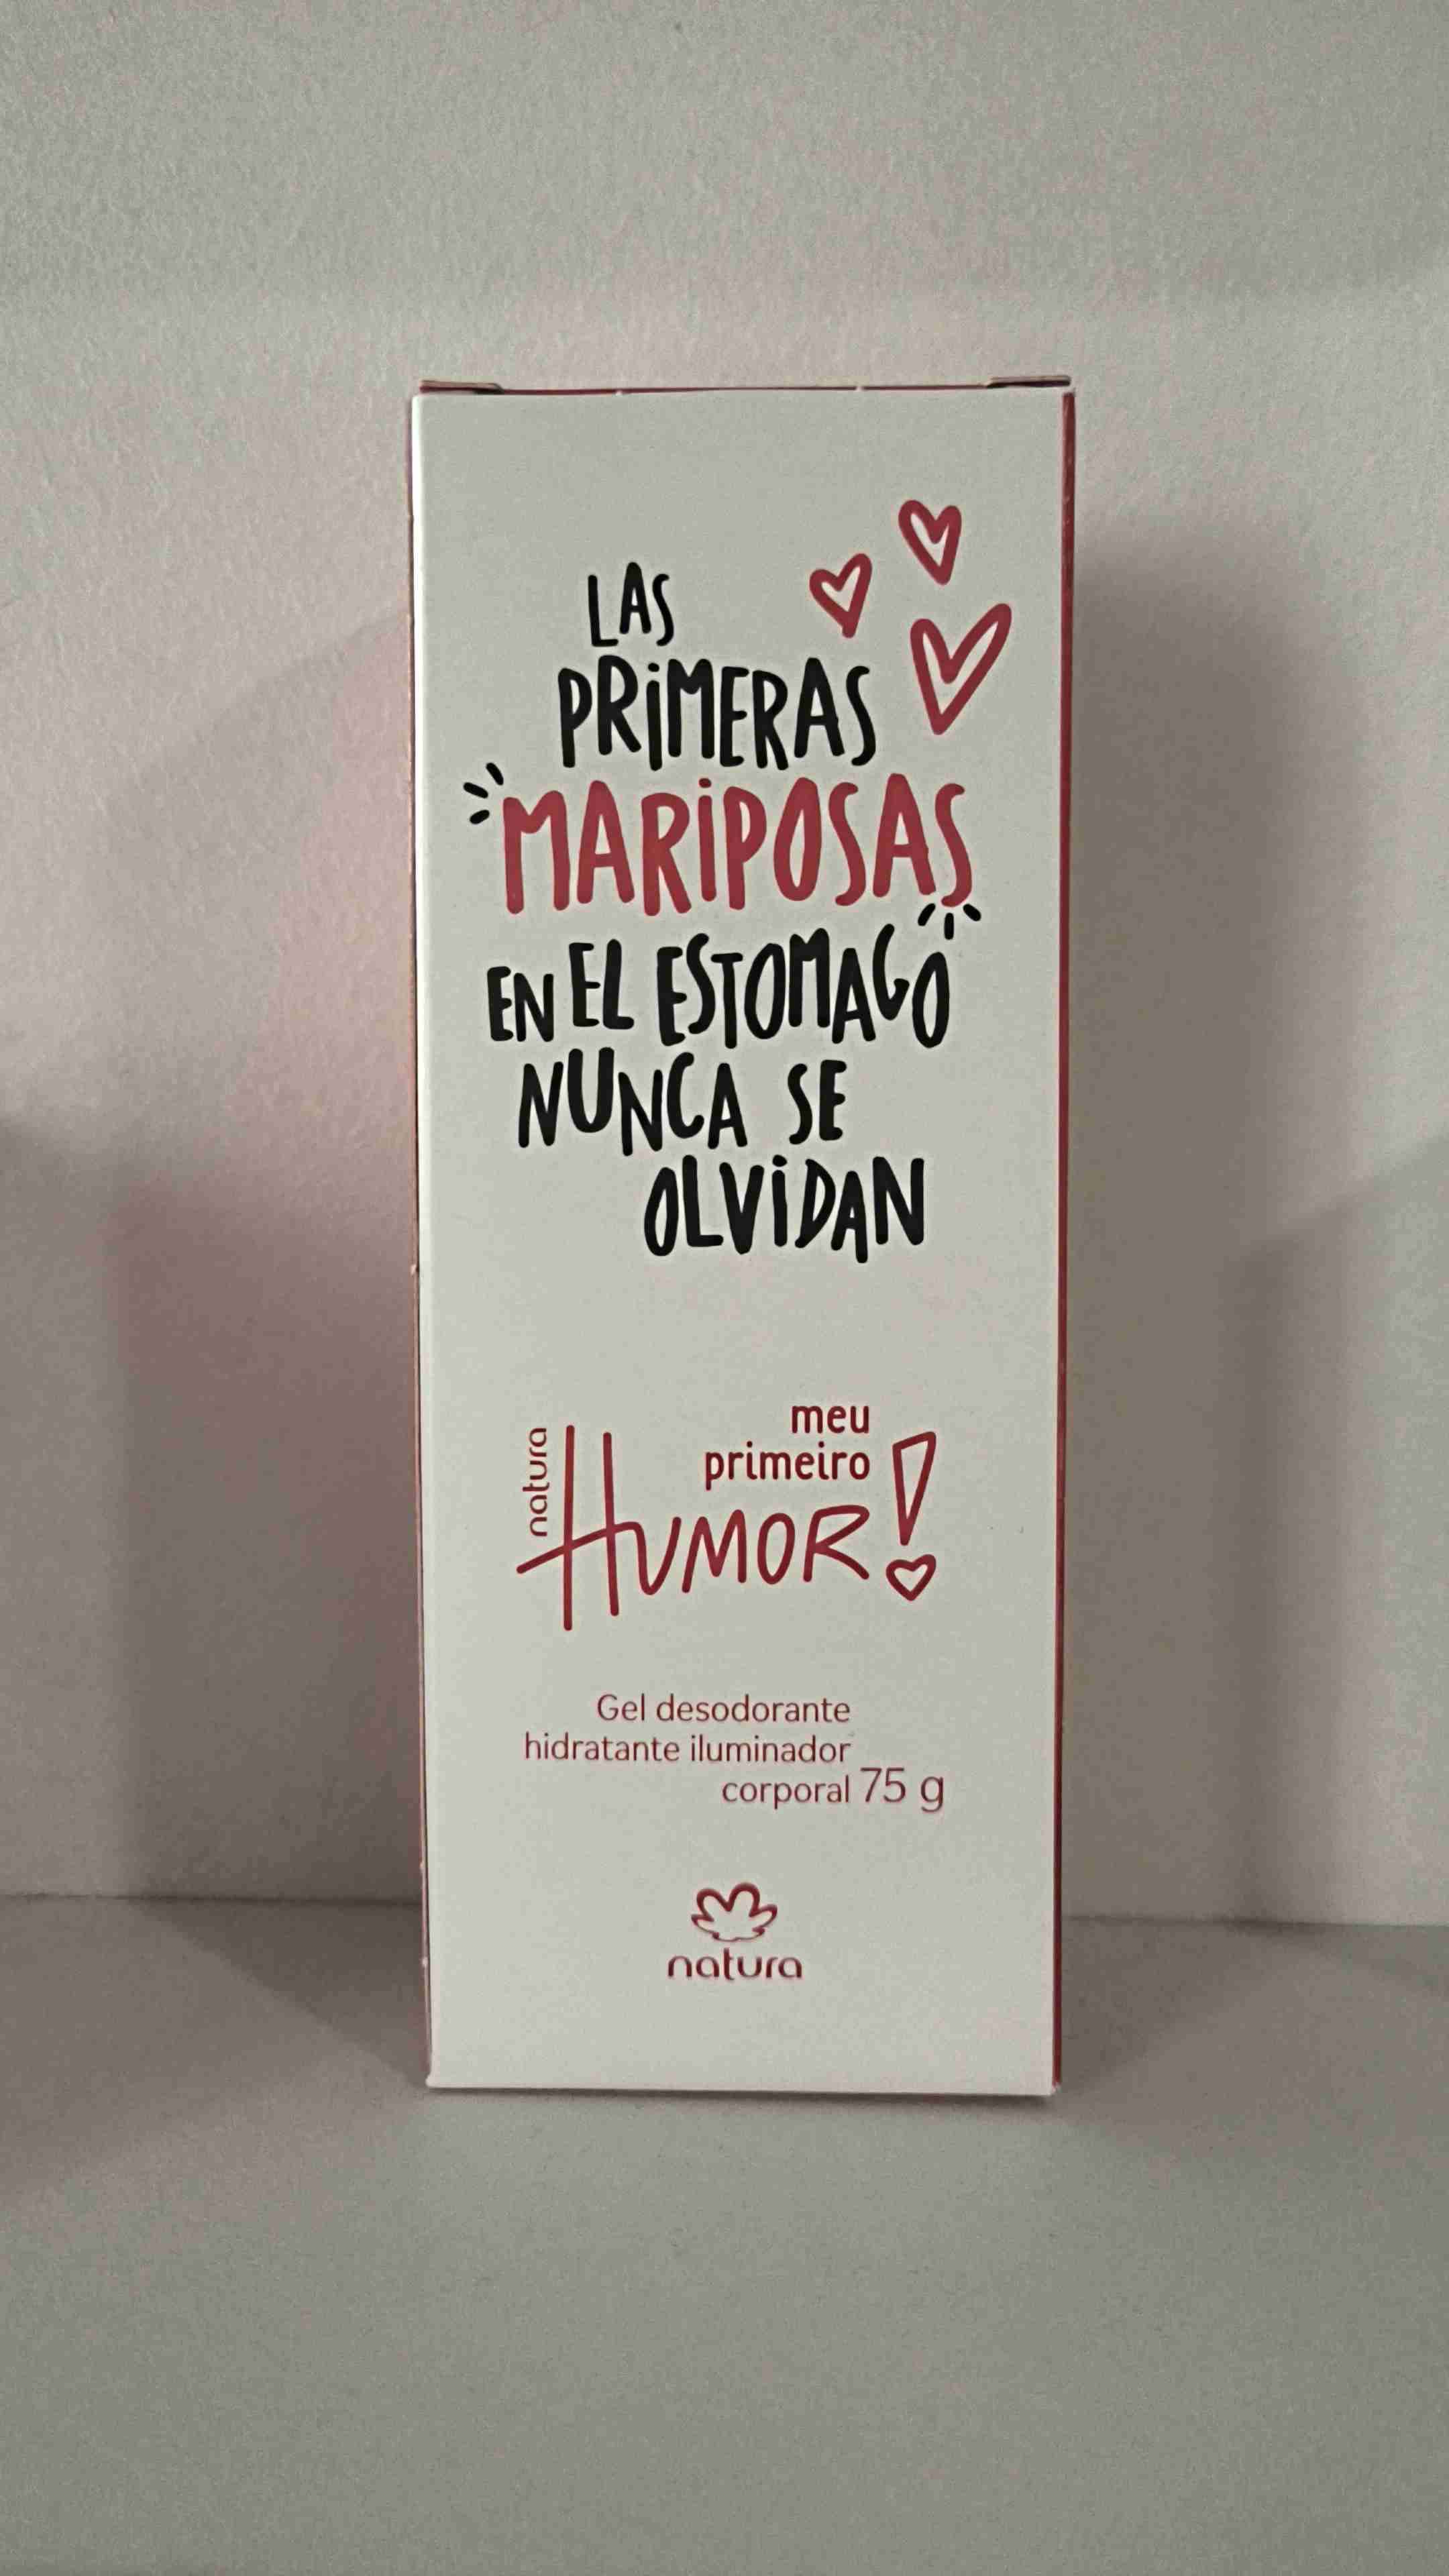 LAS
PRIMERAS
MARIPOSAS
EN EL ESTOMAGO
NUNCA SE
OLVIDAN
natura
meu
primeiro
HUMOR!
Gel desodorante
hidratante iluminador
corporal 75 g
natura